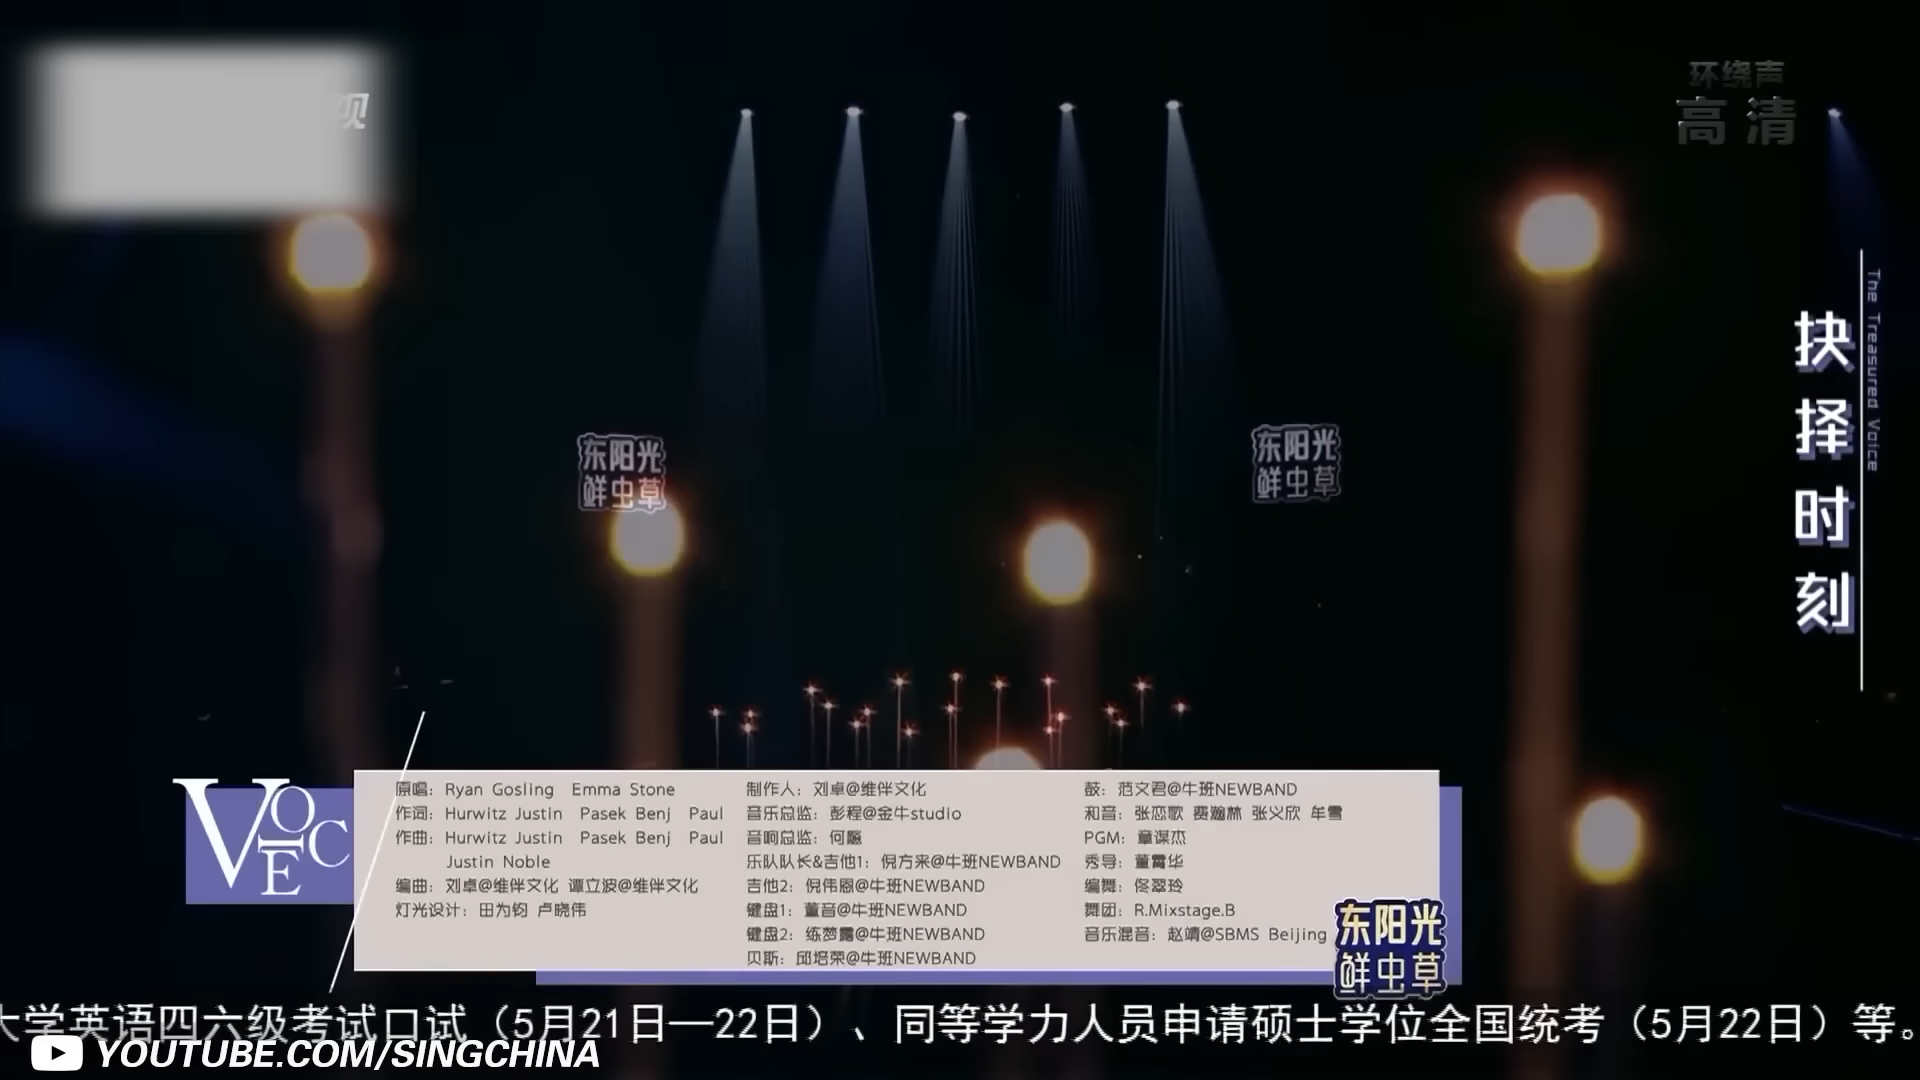 视
环绕声
高清
The Treasured Voice
抉择时刻
东阳光
鲜虫草
东阳光
鲜虫草
VOICE
原唱：Ryan Gosling Emma Stone
作词：Hurwitz Justin Pasek Benj Paul
作曲：Hurwitz Justin Pasek Benj Paul
Justin Noble
编曲：刘卓@维伴文化 谭立波@维伴文化
灯光设计：田为钧 卢晓伟
制作人：刘卓@维伴文化
音乐总监：彭程@金牛studio
音响总监：何飚
乐队队长&吉他1：倪方来@牛班NEWBAND
吉他2：倪伟恩@牛班NEWBAND
键盘1：董音@牛班NEWBAND
键盘2：练梦露@牛班NEWBAND
贝斯：邱培荣@牛班NEWBAND
鼓：范文君@牛班NEWBAND
和音：张恋歌 费瀚林 张义欣 牟雪
PGM：章谋杰
秀导：董霄华
编舞：佟翠玲
舞团：R.Mixstage.B
音乐混音：赵靖@SBMS Beijing
东阳光
鲜虫草
大学英语四六级考试口试（5月21日—22日）、同等学力人员申请硕士学位全国统考（5月22日）等。
YOUTUBE.COM/SINGCHINA